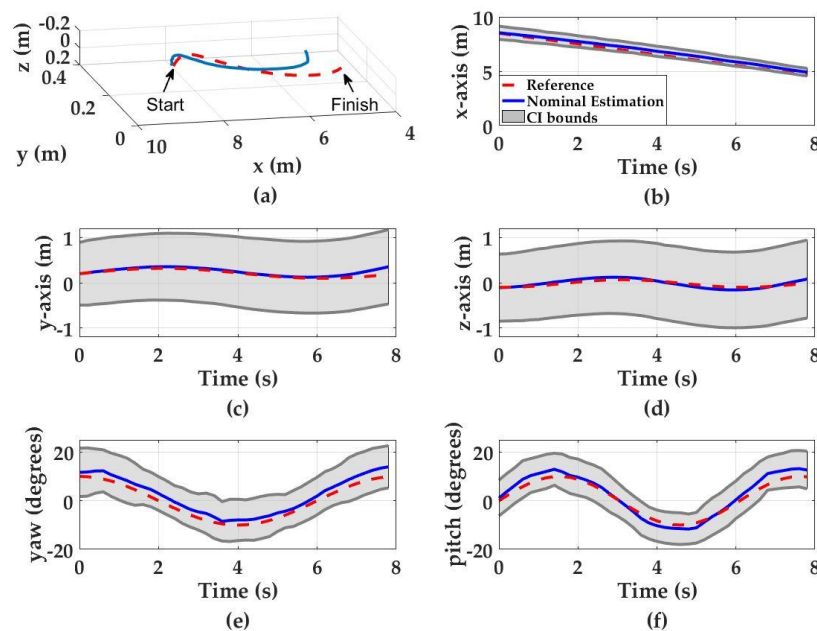 -0.2
0
0.2
z (m)
0.4
0.2
0
y (m)
Start
Finish
10
8
6
4
x (m)
(a)
10
5
0
x-axis (m)
Reference
Nominal Estimation
CI bounds
0 2 4 6 8
Time (s)
(b)
1
0
-1
y-axis (m)
0 2 4 6 8
Time (s)
(c)
1
0
-1
z-axis (m)
0 2 4 6 8
Time (s)
(d)
20
0
-20
yaw (degrees)
0 2 4 6 8
Time (s)
(e)
20
0
-20
pitch (degrees)
0 2 4 6 8
Time (s)
(f)